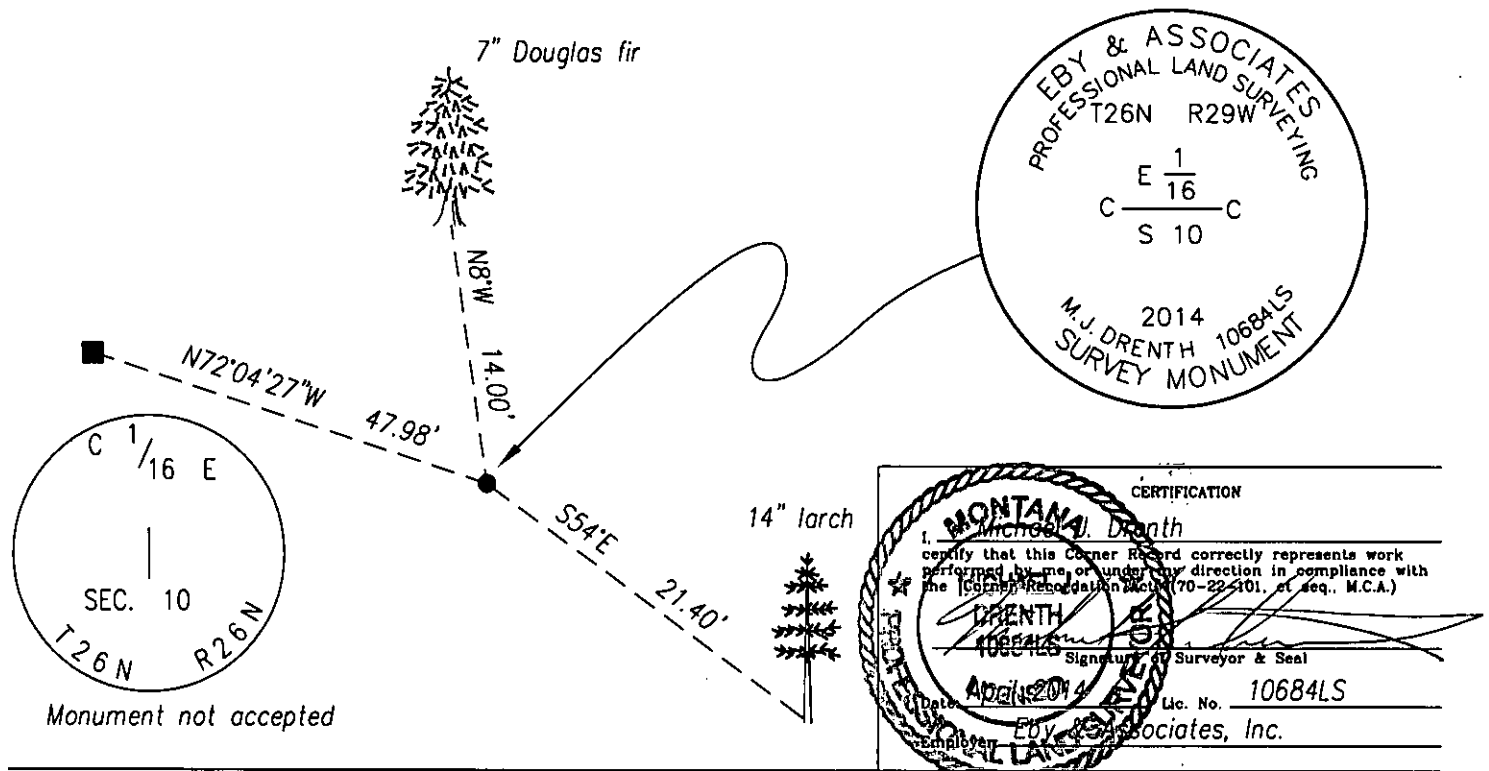 7" Douglas fir
EBY & ASSOCIATES
PROFESSIONAL LAND SURVEYING
T26N R29W
E 1/16
C C
S 10
2014
M.J. DRENTH 10684LS
SURVEY MONUMENT
N8°W 14.00'
N72°04'27"W 47.98'
C 1/16 E
SEC. 10
T26N R26N
Monument not accepted
S54°E 21.40'
14" larch
CERTIFICATION
I, Michael J. Drenth
certify that this Corner Record correctly represents work
performed by me or under my direction in compliance with
the Corner Recordation Act (70-22-101, et seq., M.C.A.)
Signature of Surveyor & Seal
Date April 2014 Lic. No. 10684LS
Employer Eby & Associates, Inc.
MONTANA
MICHAEL J.
DRENTH
10684LS
PROFESSIONAL LAND SURVEYOR